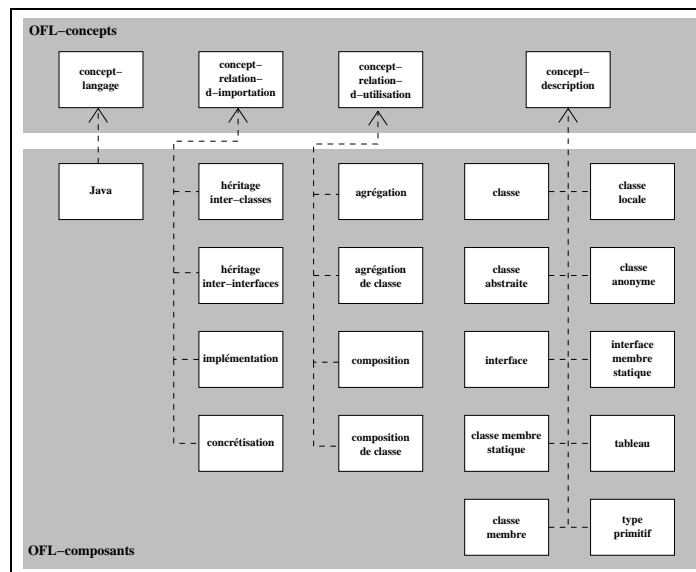 OFL–concepts
concept–
langage
concept–
relation–
d–importation
concept–
relation–
d–utilisation
concept–
description
Java
héritage
inter–classes
agrégation
classe
classe
locale
héritage
inter–interfaces
agrégation
de classe
classe
abstraite
classe
anonyme
implémentation
composition
interface
interface
membre
statique
concrétisation
composition
de classe
classe membre
statique
tableau
classe
membre
type
primitif
OFL–composants